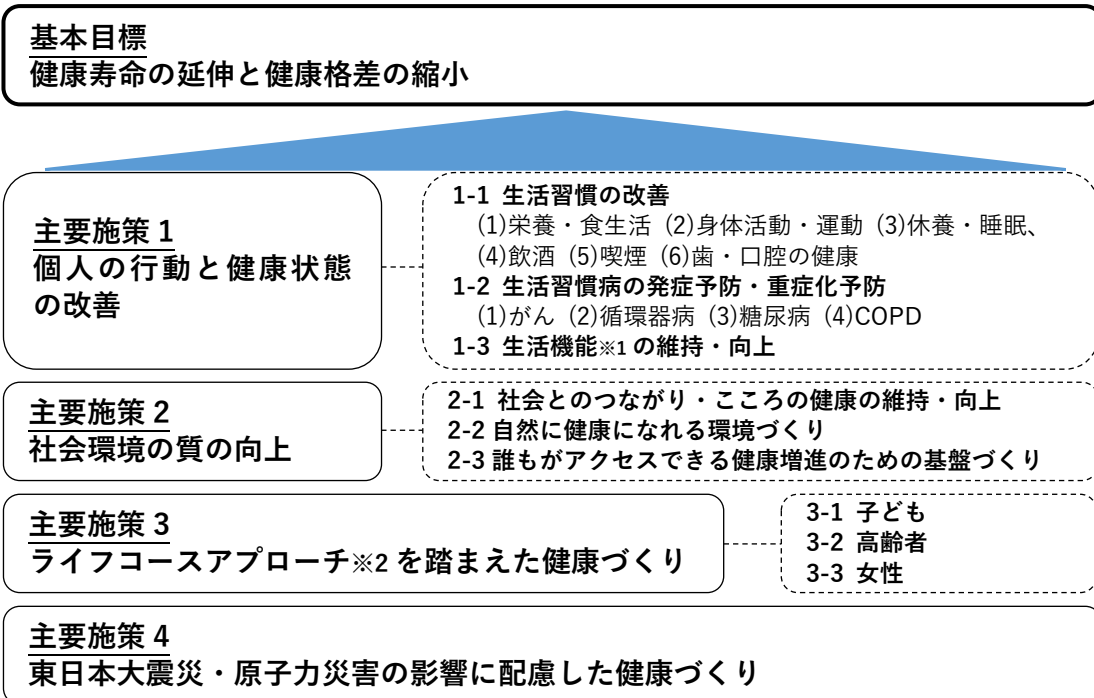 基本目標
健康寿命の延伸と健康格差の縮小
主要施策 1
個人の行動と健康状態
の改善
1-1 生活習慣の改善
(1)栄養・食生活 (2)身体活動・運動 (3)休養・睡眠、
(4)飲酒 (5)喫煙 (6)歯・口腔の健康
1-2 生活習慣病の発症予防・重症化予防
(1)がん (2)循環器病 (3)糖尿病 (4)COPD
1-3 生活機能※1 の維持・向上
主要施策 2
社会環境の質の向上
2-1 社会とのつながり・こころの健康の維持・向上
2-2 自然に健康になれる環境づくり
2-3 誰もがアクセスできる健康増進のための基盤づくり
主要施策 3
ライフコースアプローチ※2 を踏まえた健康づくり
3-1 子ども
3-2 高齢者
3-3 女性
主要施策 4
東日本大震災・原子力災害の影響に配慮した健康づくり